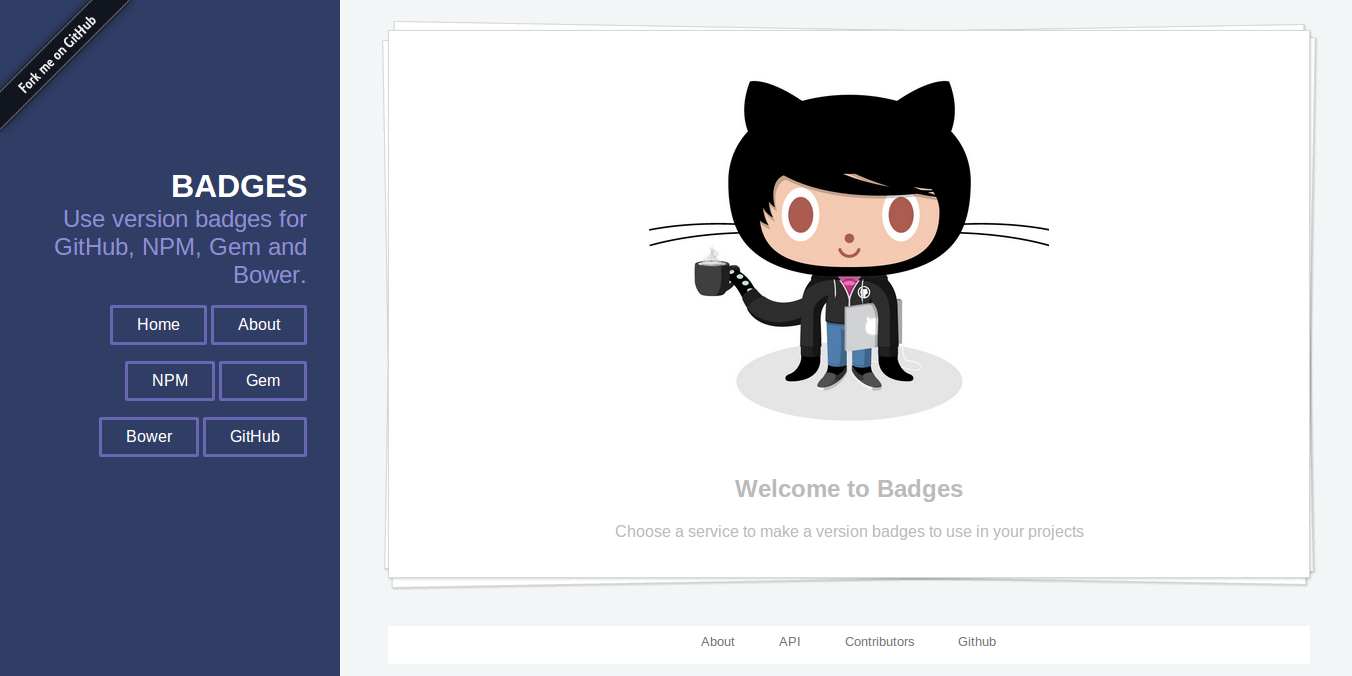 Fork me on GitHub
BADGES
Use version badges for
GitHub, NPM, Gem and
Bower.
Home About
NPM Gem
Bower GitHub
Welcome to Badges
Choose a service to make a version badges to use in your projects
About API Contributors Github